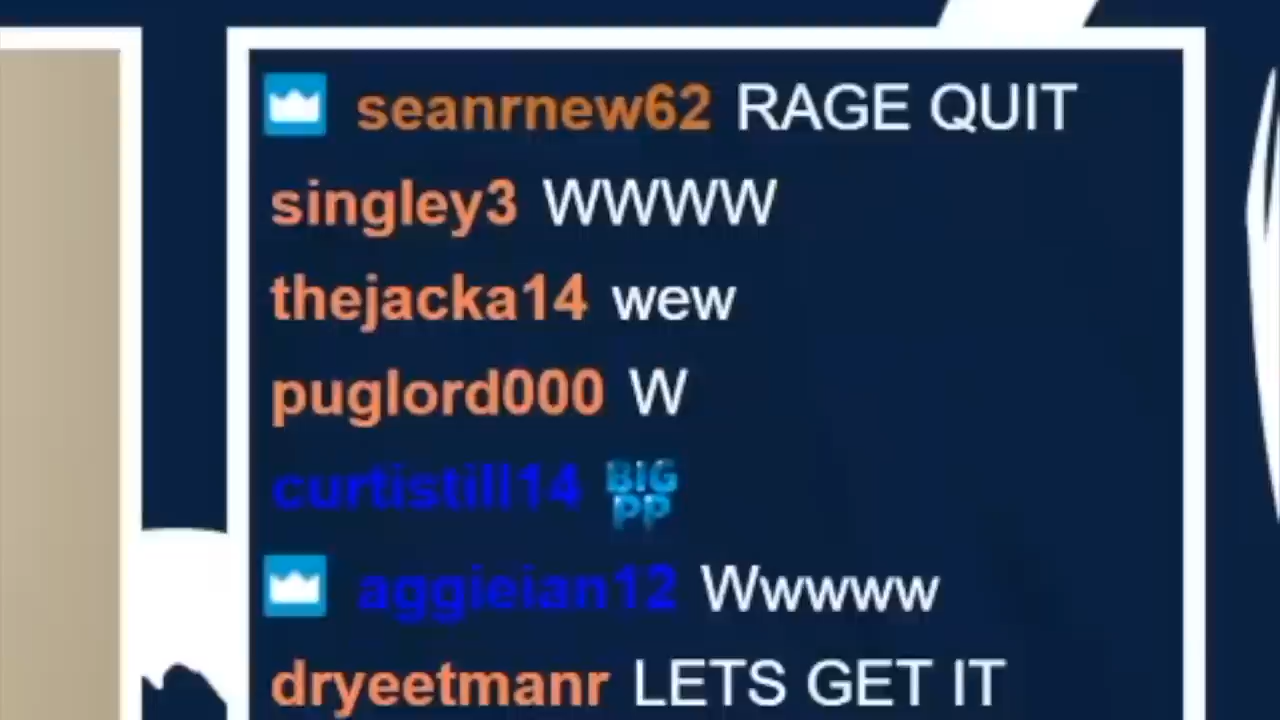 seanrnew62 RAGE QUIT
singley3 WWWW
thejacka14 wew
puglord000 W
curtistill14 BIG PP
aggieian12 Wwwww
dryeetmanr LETS GET IT